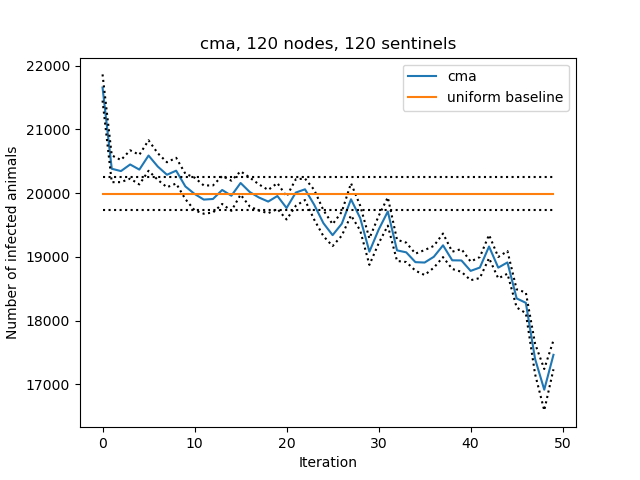 cma, 120 nodes, 120 sentinels
cma
uniform baseline
22000
21000
20000
19000
18000
17000
Number of infected animals
0 10 20 30 40 50
Iteration